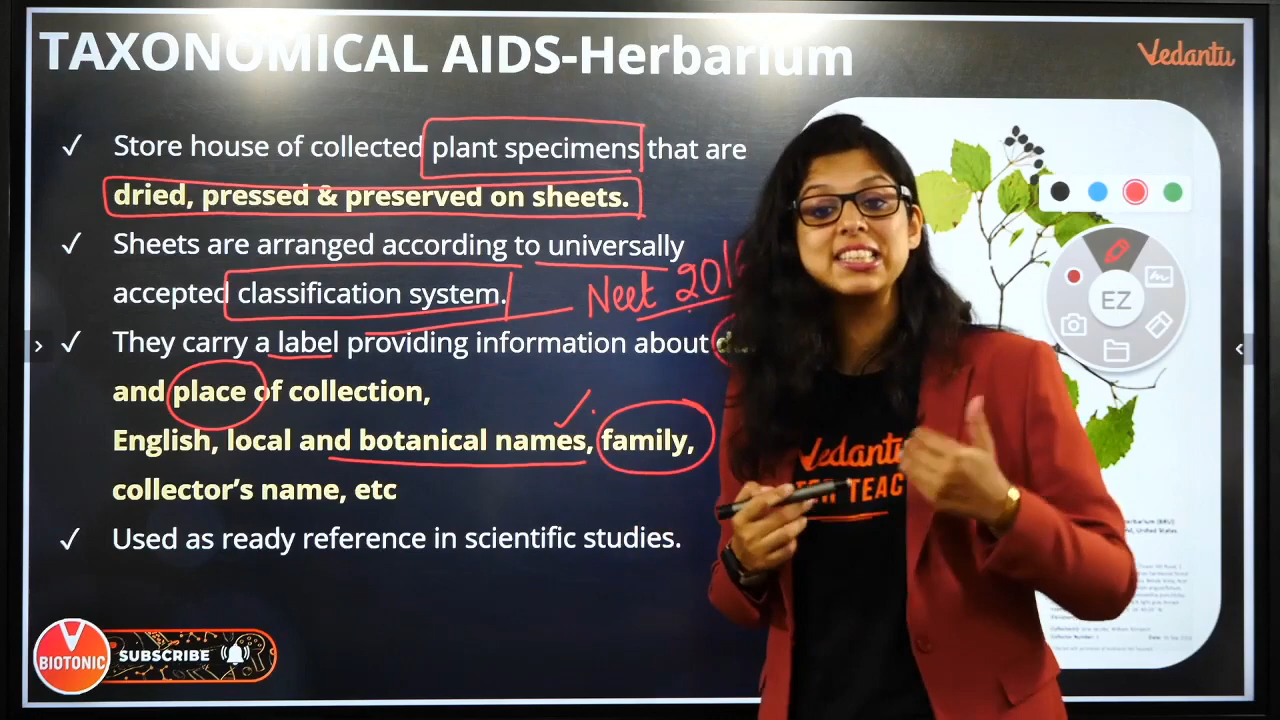 TAXONOMICAL AIDS-Herbarium
Vedantu
✓ Store house of collected plant specimens that are
dried, pressed & preserved on sheets.
✓ Sheets are arranged according to universally
accepted classification system.
Neet 201
✓ They carry a label providing information about
and place of collection,
English, local and botanical names, family,
collector's name, etc
✓ Used as ready reference in scientific studies.
EZ
Vedantu
TEAC
V
BIOTONIC
SUBSCRIBE